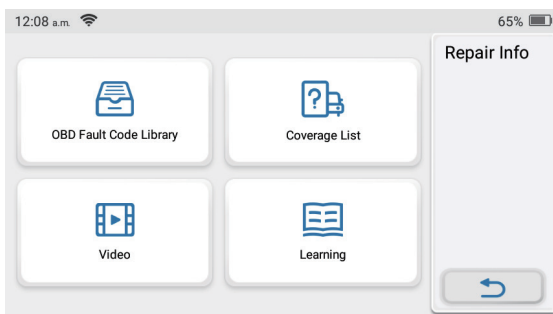 12:08 a.m.
65%
Repair Info
OBD Fault Code Library
Coverage List
Video
Learning